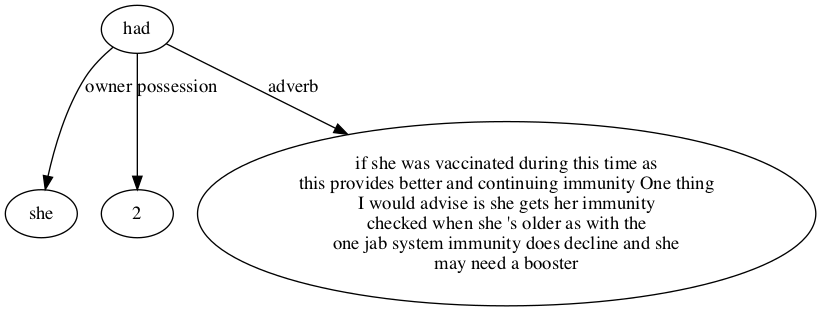 had
owner
possession
adverb
she
2
if she was vaccinated during this time as
this provides better and continuing immunity One thing
I would advise is she gets her immunity
checked when she 's older as with the
one jab system immunity does decline and she
may need a booster